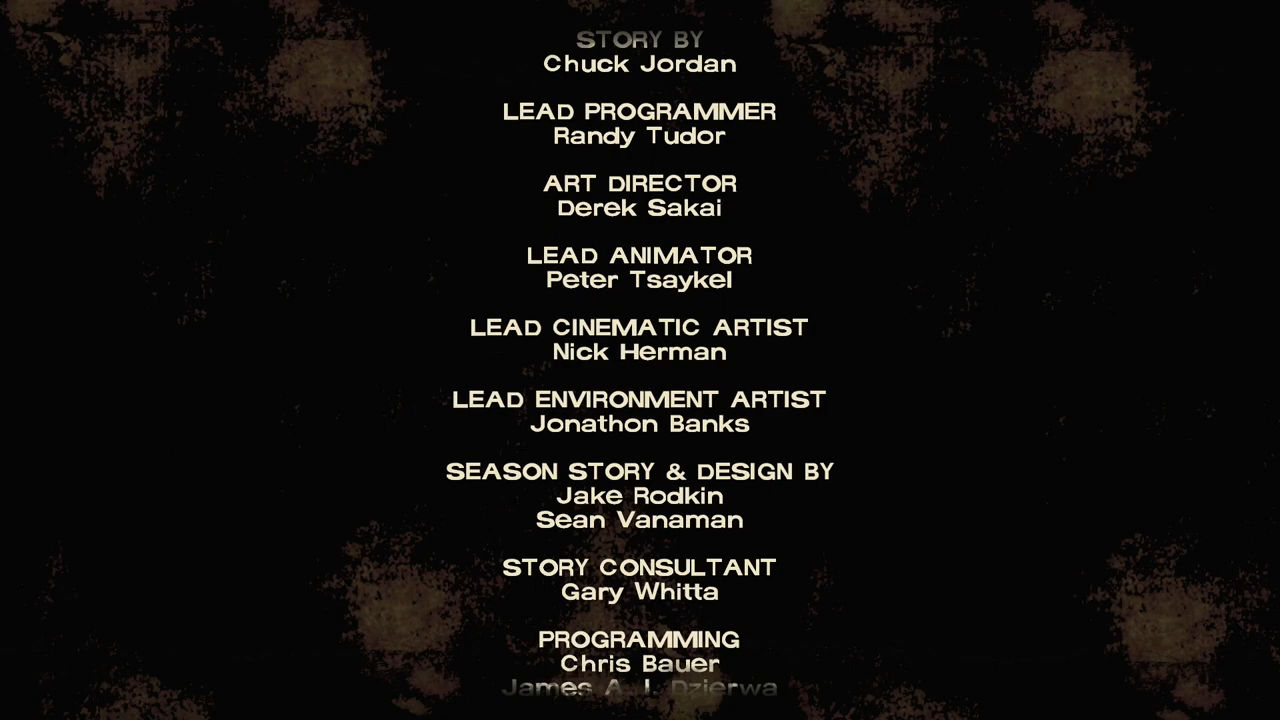 STORY BY
Chuck Jordan
LEAD PROGRAMMER
Randy Tudor
ART DIRECTOR
Derek Sakai
LEAD ANIMATOR
Peter Tsaykel
LEAD CINEMATIC ARTIST
Nick Herman
LEAD ENVIRONMENT ARTIST
Jonathon Banks
SEASON STORY & DESIGN BY
Jake Rodkin
Sean Vanaman
STORY CONSULTANT
Gary Whitta
PROGRAMMING
Chris Bauer
James A. J. Dzierwa